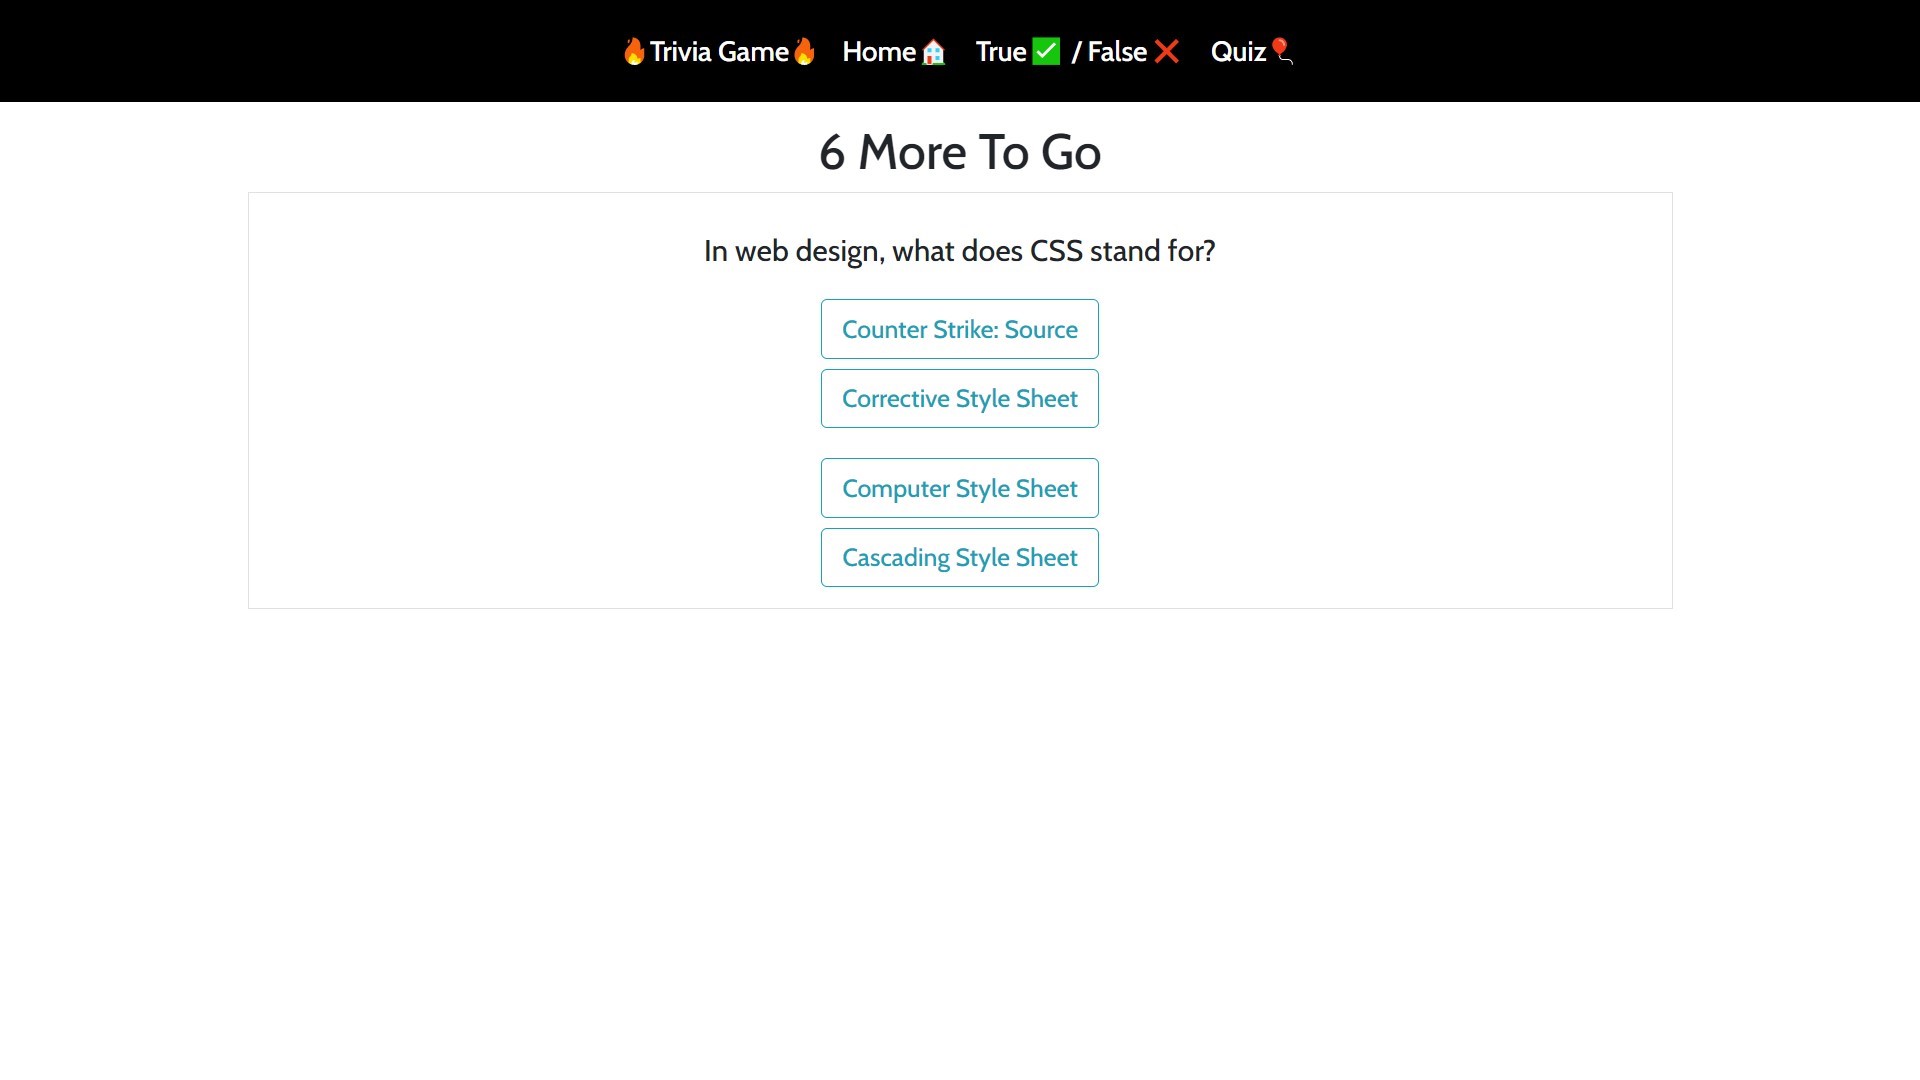 🔥Trivia Game🔥 Home🏠 True ✅ / False ❌ Quiz🎈
6 More To Go
In web design, what does CSS stand for?
Counter Strike: Source
Corrective Style Sheet
Computer Style Sheet
Cascading Style Sheet